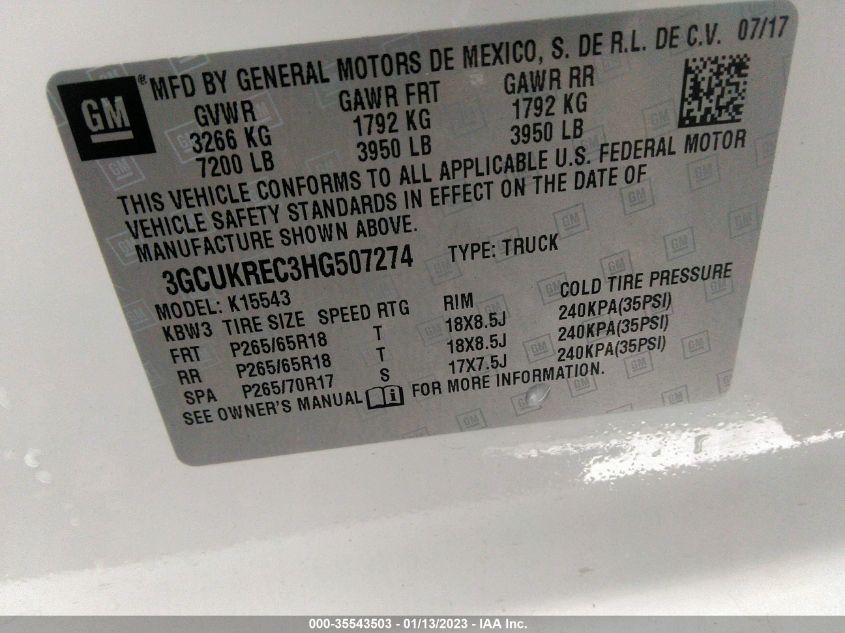 GM ® MFD BY GENERAL MOTORS DE MEXICO, S. DE R.L. DE C.V. 07/17
GVWR GAWR FRT GAWR RR
3266 KG 1792 KG 1792 KG
7200 LB 3950 LB 3950 LB
THIS VEHICLE CONFORMS TO ALL APPLICABLE U.S. FEDERAL MOTOR
VEHICLE SAFETY STANDARDS IN EFFECT ON THE DATE OF
MANUFACTURE SHOWN ABOVE.
3GCUKREC3HG507274 TYPE: TRUCK
MODEL: K15543
KBW3 TIRE SIZE SPEED RTG RIM COLD TIRE PRESSURE
FRT P265/65R18 T 18X8.5J 240KPA(35PSI)
RR P265/65R18 T 18X8.5J 240KPA(35PSI)
SPA P265/70R17 S 17X7.5J 240KPA(35PSI)
SEE OWNER'S MANUAL i FOR MORE INFORMATION.
000-35543503 - 01/13/2023 - IAA Inc.